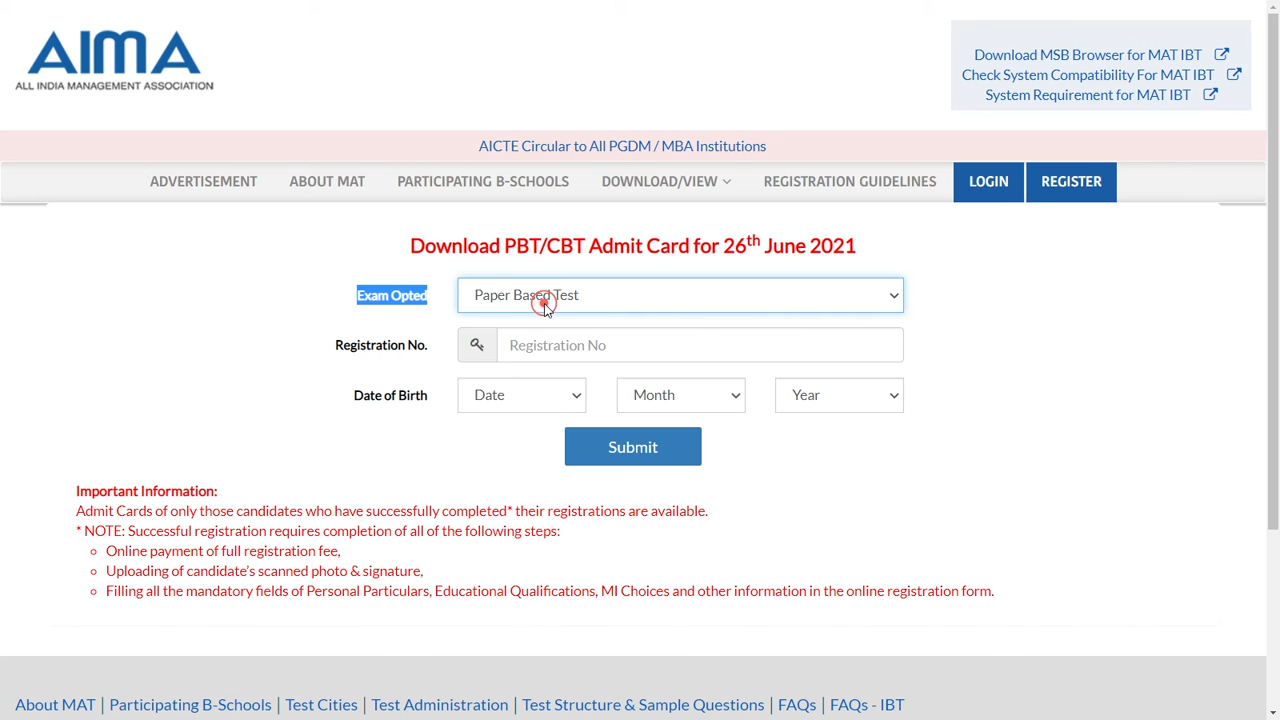 AIMA
ALL INDIA MANAGEMENT ASSOCIATION
Download MSB Browser for MAT IBT
Check System Compatibility For MAT IBT
System Requirement for MAT IBT
AICTE Circular to All PGDM / MBA Institutions
ADVERTISEMENT ABOUT MAT PARTICIPATING B-SCHOOLS DOWNLOAD/VIEW REGISTRATION GUIDELINES LOGIN REGISTER
Download PBT/CBT Admit Card for 26th June 2021
Exam Opted Paper Based Test
Registration No. Registration No
Date of Birth Date Month Year
Submit
Important Information:
Admit Cards of only those candidates who have successfully completed* their registrations are available.
* NOTE: Successful registration requires completion of all of the following steps:
Online payment of full registration fee,
Uploading of candidate's scanned photo & signature,
Filling all the mandatory fields of Personal Particulars, Educational Qualifications, MI Choices and other information in the online registration form.
About MAT | Participating B-Schools | Test Cities | Test Administration | Test Structure & Sample Questions | FAQs | FAQs - IBT